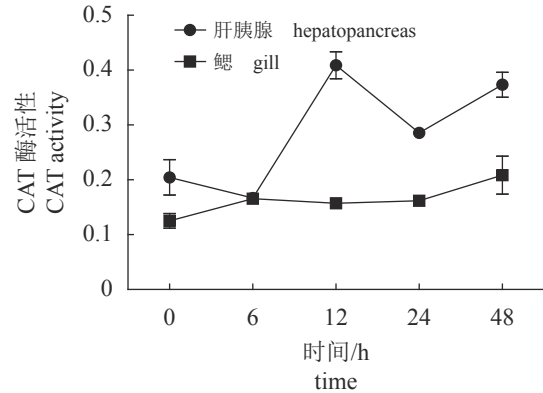 肝胰腺 hepatopancreas
鳃 gill
CAT 酶活性
CAT activity
0.5
0.4
0.3
0.2
0.1
0
0 6 12 24 48
时间/h
time